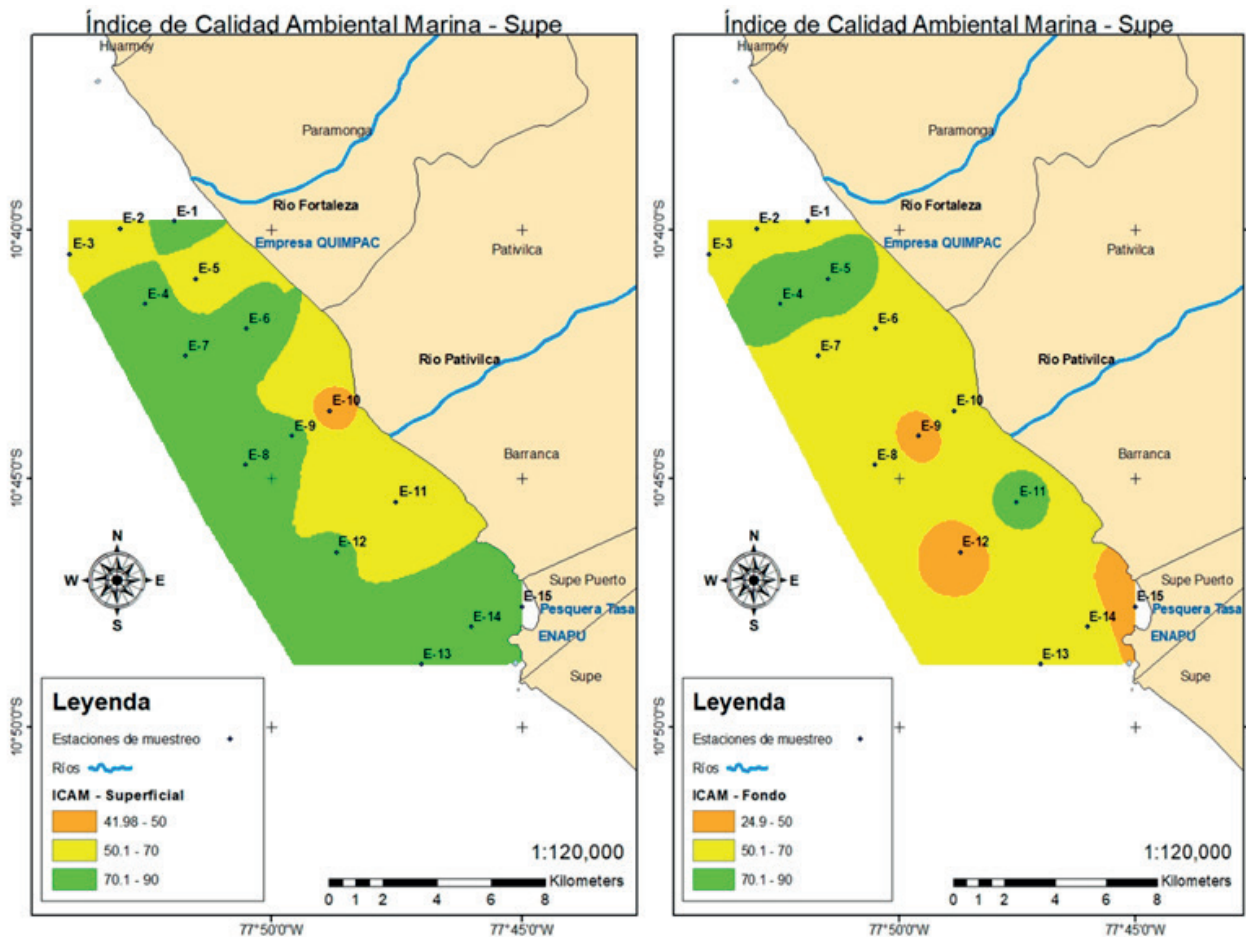 Índice de Calidad Ambiental Marina - Supe
Huarmey
Paramonga
Río Fortaleza
E-1
E-2
E-3
Empresa QUIMPAC
Pativilca
E-5
E-4
E-6
E-7
Río Pativilca
E-10
E-9
E-8
Barranca
E-11
E-12
N
W
E
S
Supe Puerto
E-15
Pesquera Tasa
E-14
ENAPU
E-13
Supe
10°40'0"S
10°45'0"S
10°50'0"S
Leyenda
Estaciones de muestreo
Ríos
ICAM - Superficial
41.98 - 50
50.1 - 70
70.1 - 90
1:120,000
Kilometers
0 1 2 4 6 8
77°50'0"W
77°45'0"W
Índice de Calidad Ambiental Marina - Supe
Huarmey
Paramonga
Río Fortaleza
E-1
E-2
E-3
Empresa QUIMPAC
Pativilca
E-5
E-4
E-6
E-7
Río Pativilca
E-10
E-9
E-8
Barranca
E-11
E-12
N
W
E
S
Supe Puerto
E-15
Pesquera Tasa
E-14
ENAPU
E-13
Supe
10°40'0"S
10°45'0"S
10°50'0"S
Leyenda
Estaciones de muestreo
Ríos
ICAM - Fondo
24.9 - 50
50.1 - 70
70.1 - 90
1:120,000
Kilometers
0 1 2 4 6 8
77°50'0"W
77°45'0"W